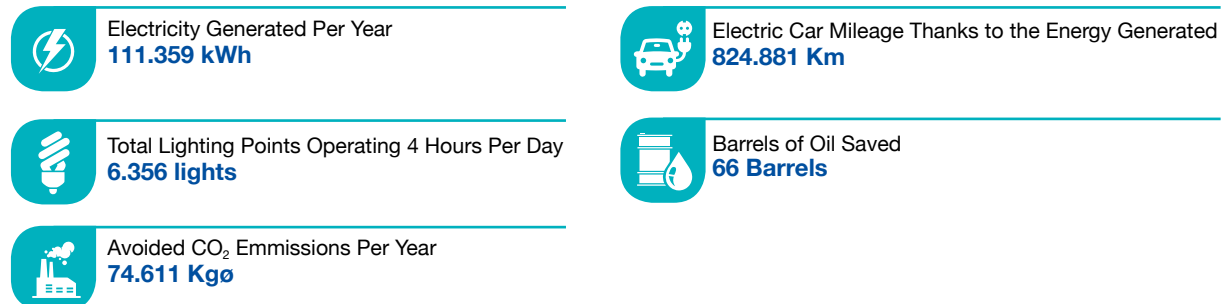 Electricity Generated Per Year
111.359 kWh
Total Lighting Points Operating 4 Hours Per Day
6.356 lights
Avoided CO₂ Emmissions Per Year
74.611 Kgø
Electric Car Mileage Thanks to the Energy Generated
824.881 Km
Barrels of Oil Saved
66 Barrels